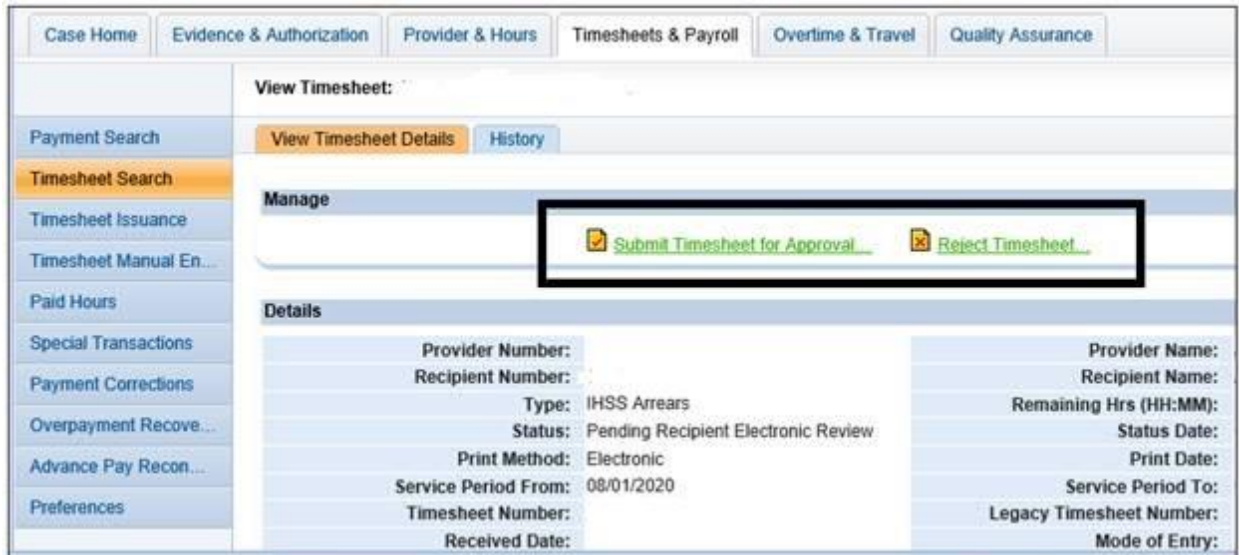 Case Home Evidence & Authorization Provider & Hours Timesheets & Payroll Overtime & Travel Quality Assurance
View Timesheet:
Payment Search
Timesheet Search
Timesheet Issuance
Timesheet Manual En...
Paid Hours
Special Transactions
Payment Corrections
Overpayment Recove...
Advance Pay Recon...
Preferences
View Timesheet Details History
Manage
Submit Timesheet for Approval... Reject Timesheet...
Details
Provider Number: Provider Name:
Recipient Number: Recipient Name:
Type: IHSS Arrears Remaining Hrs (HH:MM):
Status: Pending Recipient Electronic Review Status Date:
Print Method: Electronic Print Date:
Service Period From: 08/01/2020 Service Period To:
Timesheet Number: Legacy Timesheet Number:
Received Date: Mode of Entry: